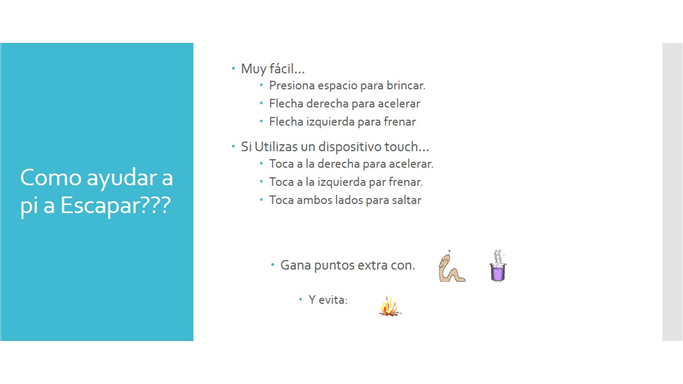 Como ayudar a
pi a Escapar???
Muy fácil...
Presiona espacio para brincar.
Flecha derecha para acelerar
Flecha izquierda para frenar
Si Utilizas un dispositivo touch...
Toca a la derecha para acelerar.
Toca a la izquierda par frenar.
Toca ambos lados para saltar
Gana puntos extra con.
Y evita: